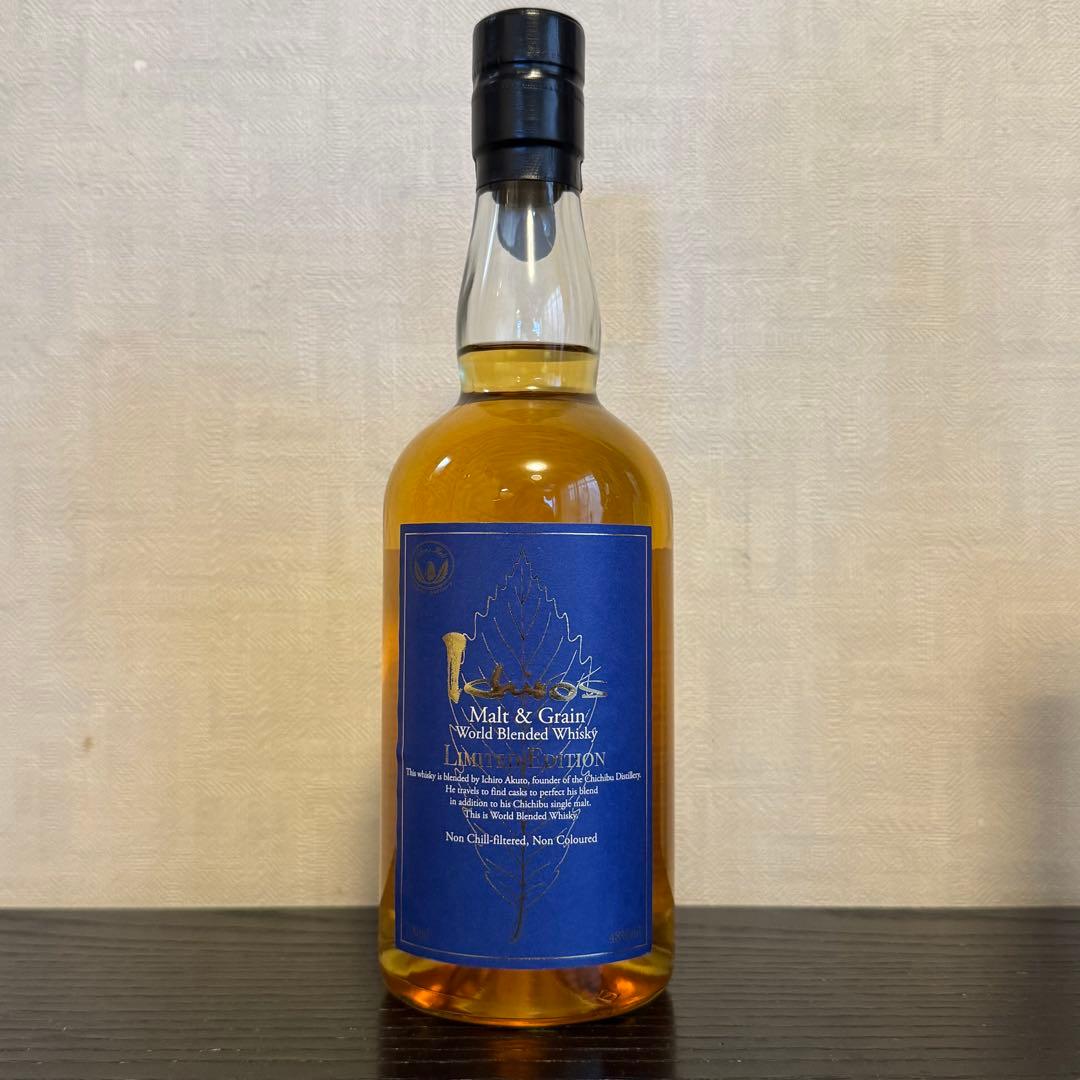 Ichiro's
Malt & Grain
World Blended Whisky
LIMITED EDITION
This whisky is blended by Ichiro Akuto, founder of the Chichibu Distillery.
He travels to find casks to perfect his blend
in addition to his Chichibu single malt.
This is World Blended Whisky.
Non Chill-filtered, Non Coloured